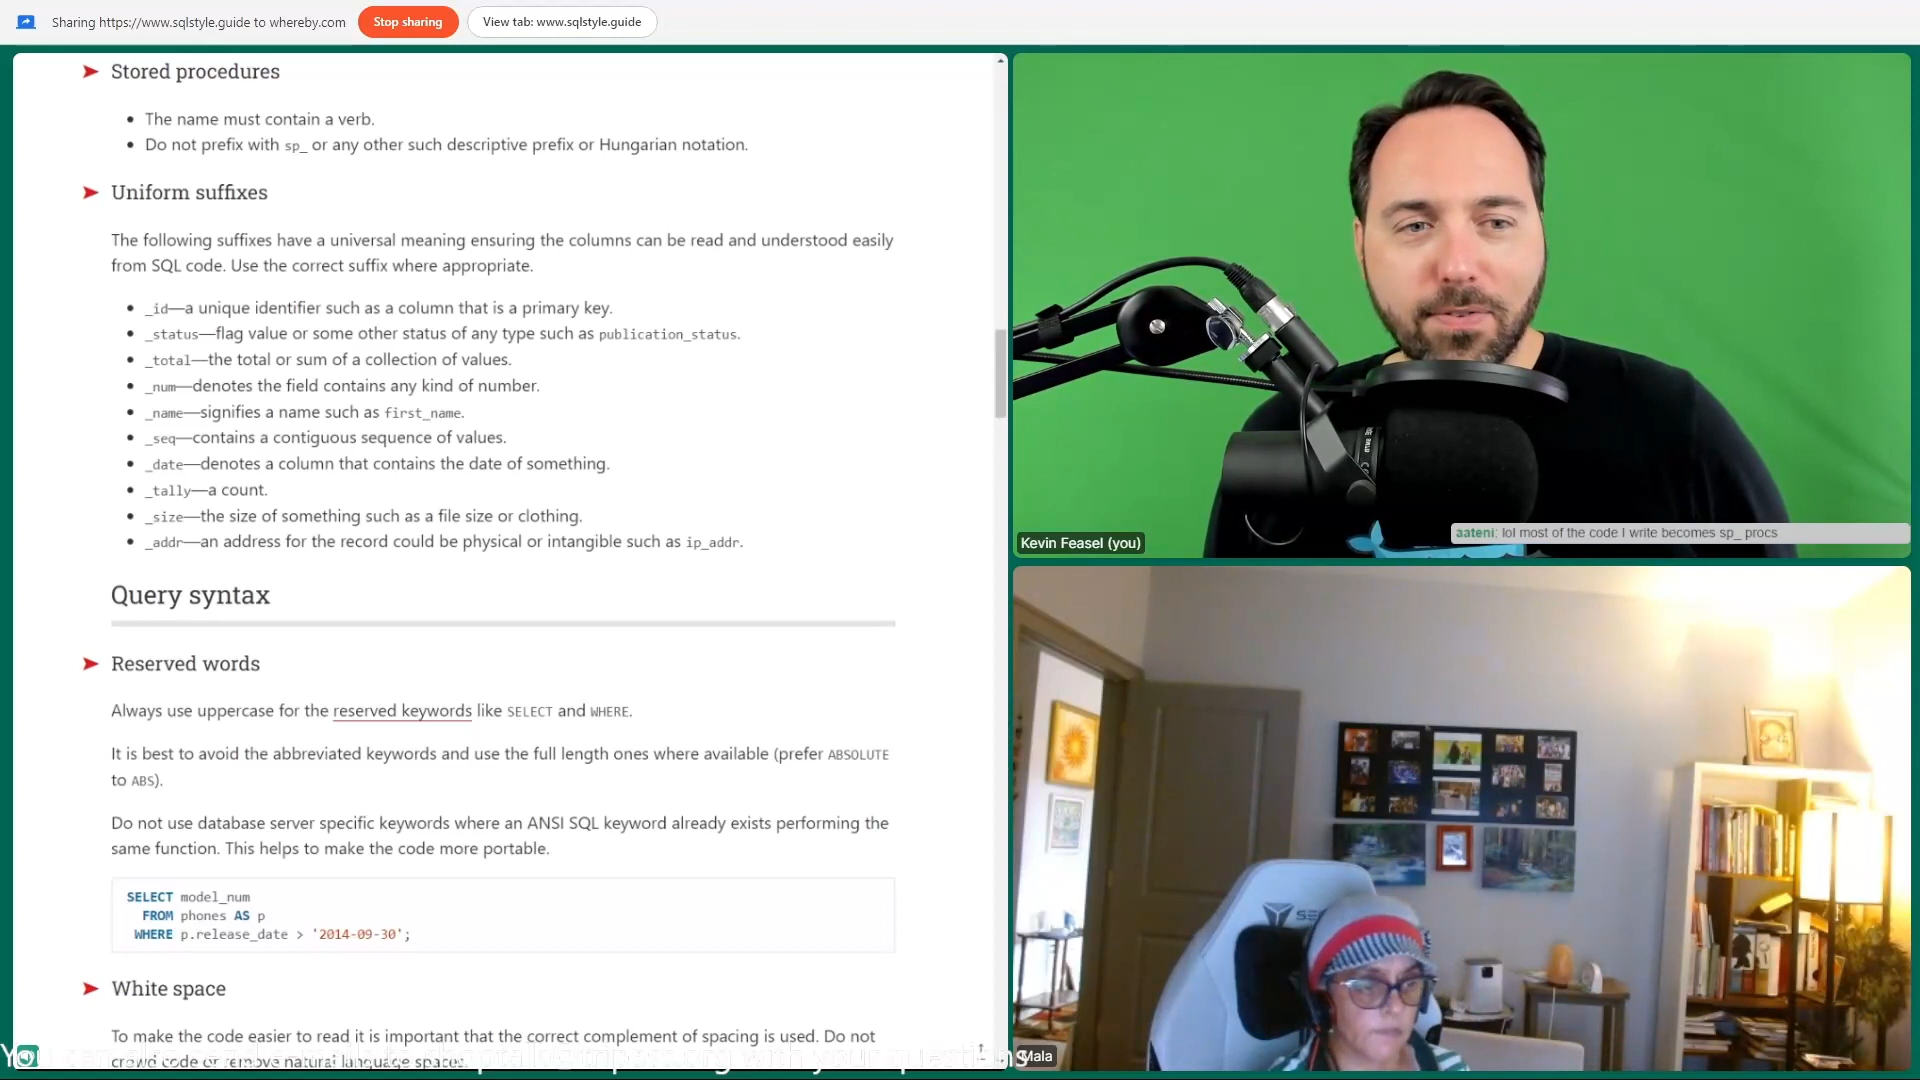 Sharing https://www.sqlstyle.guide to whereby.com
Stop sharing
View tab: www.sqlstyle.guide
Stored procedures
The name must contain a verb.
Do not prefix with sp_ or any other such descriptive prefix or Hungarian notation.
Uniform suffixes
The following suffixes have a universal meaning ensuring the columns can be read and understood easily
from SQL code. Use the correct suffix where appropriate.
_id—a unique identifier such as a column that is a primary key.
_status—flag value or some other status of any type such as publication_status.
_total—the total or sum of a collection of values.
_num—denotes the field contains any kind of number.
_name—signifies a name such as first_name.
_seq—contains a contiguous sequence of values.
_date—denotes a column that contains the date of something.
_tally—a count.
_size—the size of something such as a file size or clothing.
_addr—an address for the record could be physical or intangible such as ip_addr.
Query syntax
Reserved words
Always use uppercase for the reserved keywords like SELECT and WHERE.
It is best to avoid the abbreviated keywords and use the full length ones where available (prefer ABSOLUTE
to ABS).
Do not use database server specific keywords where an ANSI SQL keyword already exists performing the
same function. This helps to make the code more portable.
SELECT model_num
FROM phones AS p
WHERE p.release_date > '2014-09-30';
White space
To make the code easier to read it is important that the correct complement of spacing is used. Do not
crowd code or remove natural language spaces.
with your questions
Kevin Feasel (you)
aateni: lol most of the code I write becomes sp_ procs
Mala